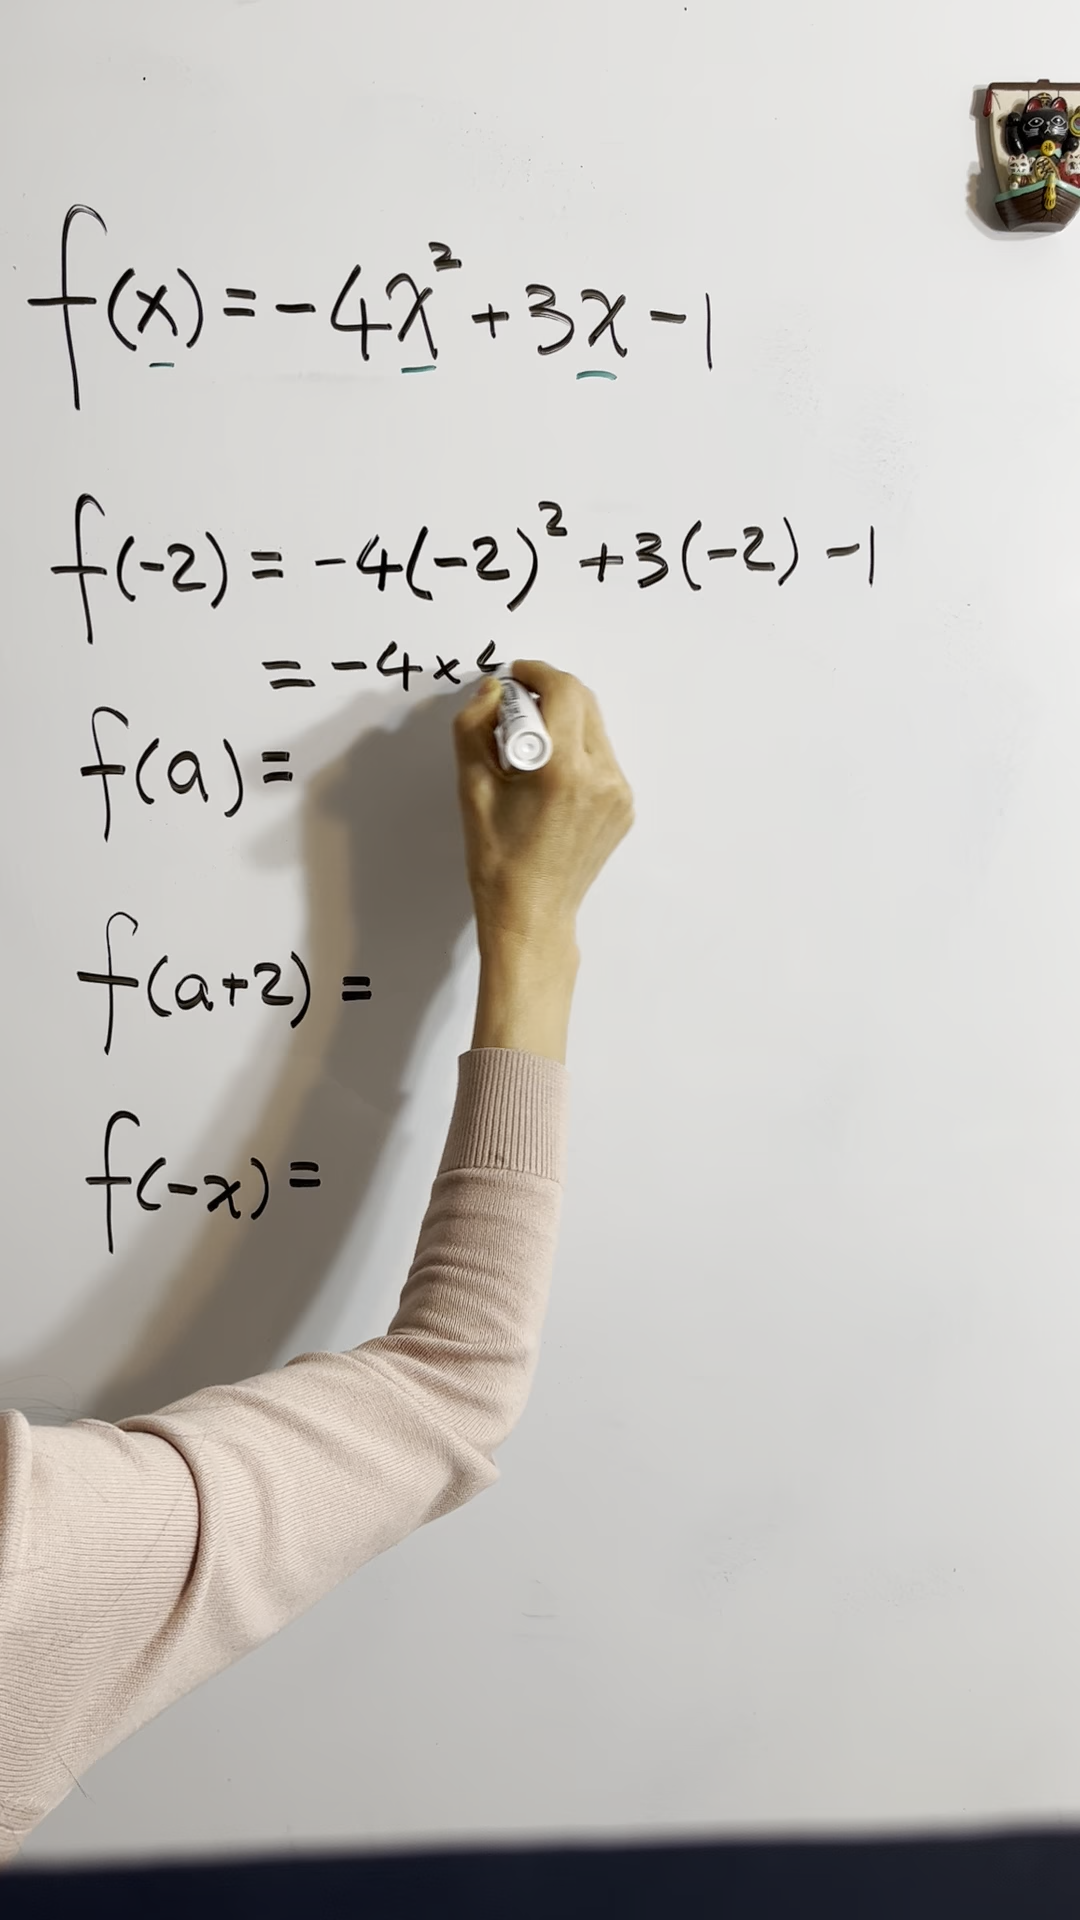 f(x) = -4x² + 3x - 1
f(-2) = -4(-2)² + 3(-2) - 1
= -4×
f(a) =
f(a+2) =
f(-x) =